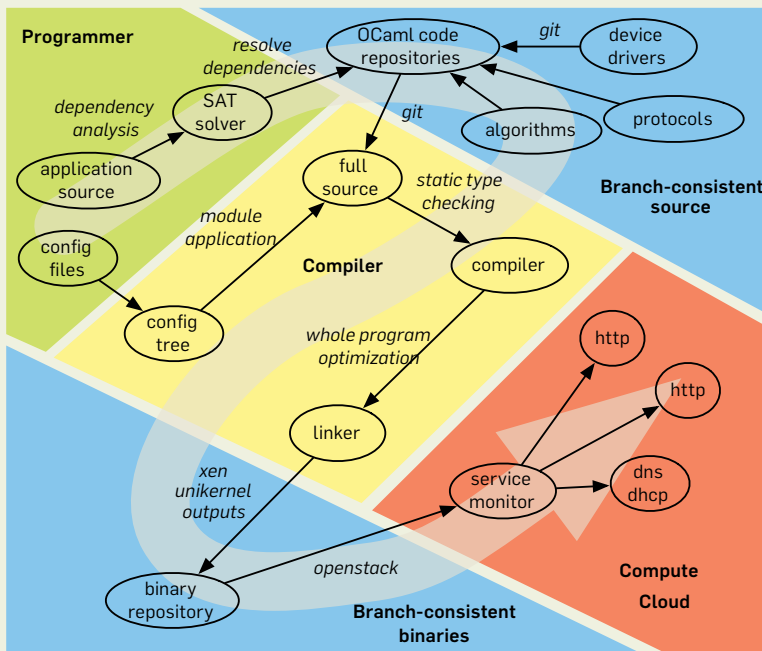 Programmer
resolve
dependencies
OCaml code
repositories
git
device
drivers
dependency
analysis
SAT
solver
git
algorithms
protocols
application
source
full
source
static type
checking
Branch-consistent
source
module
application
config
files
Compiler
compiler
config
tree
whole program
optimization
http
http
linker
xen
unikernel
outputs
service
monitor
dns
dhcp
openstack
binary
repository
Branch-consistent
binaries
Compute
Cloud